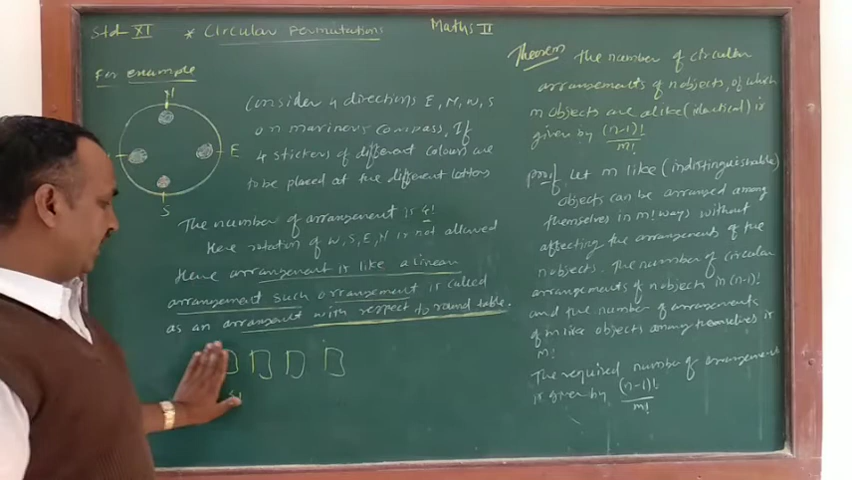 Std XI * Circular Permutations Maths II
For example
N
E
S
Consider 4 directions E, N, W, S
on mariners compass, If
4 stickers of different colours are
to be placed at the different letters
The number of arrangement is 4!
Here rotation of W, S, E, N is not allowed
Hence arrangement is like a linear
arrangement such arrangement is called
as an arrangement with respect to round table.
Theorem The number of circular
arrangements of n objects, of which
m objects are alike (identical) is
given by (n-1)!
m!
proof Let m like (indistinguishable)
objects can be arranged among
themselves in m! ways without
affecting the arrangements of the
n objects. The number of circular
arrangements of n objects in (n-1)!
and the number of arrangements
of m like objects among themselves is
m!
The required number of arrangement
is given by (n-1)!
m!